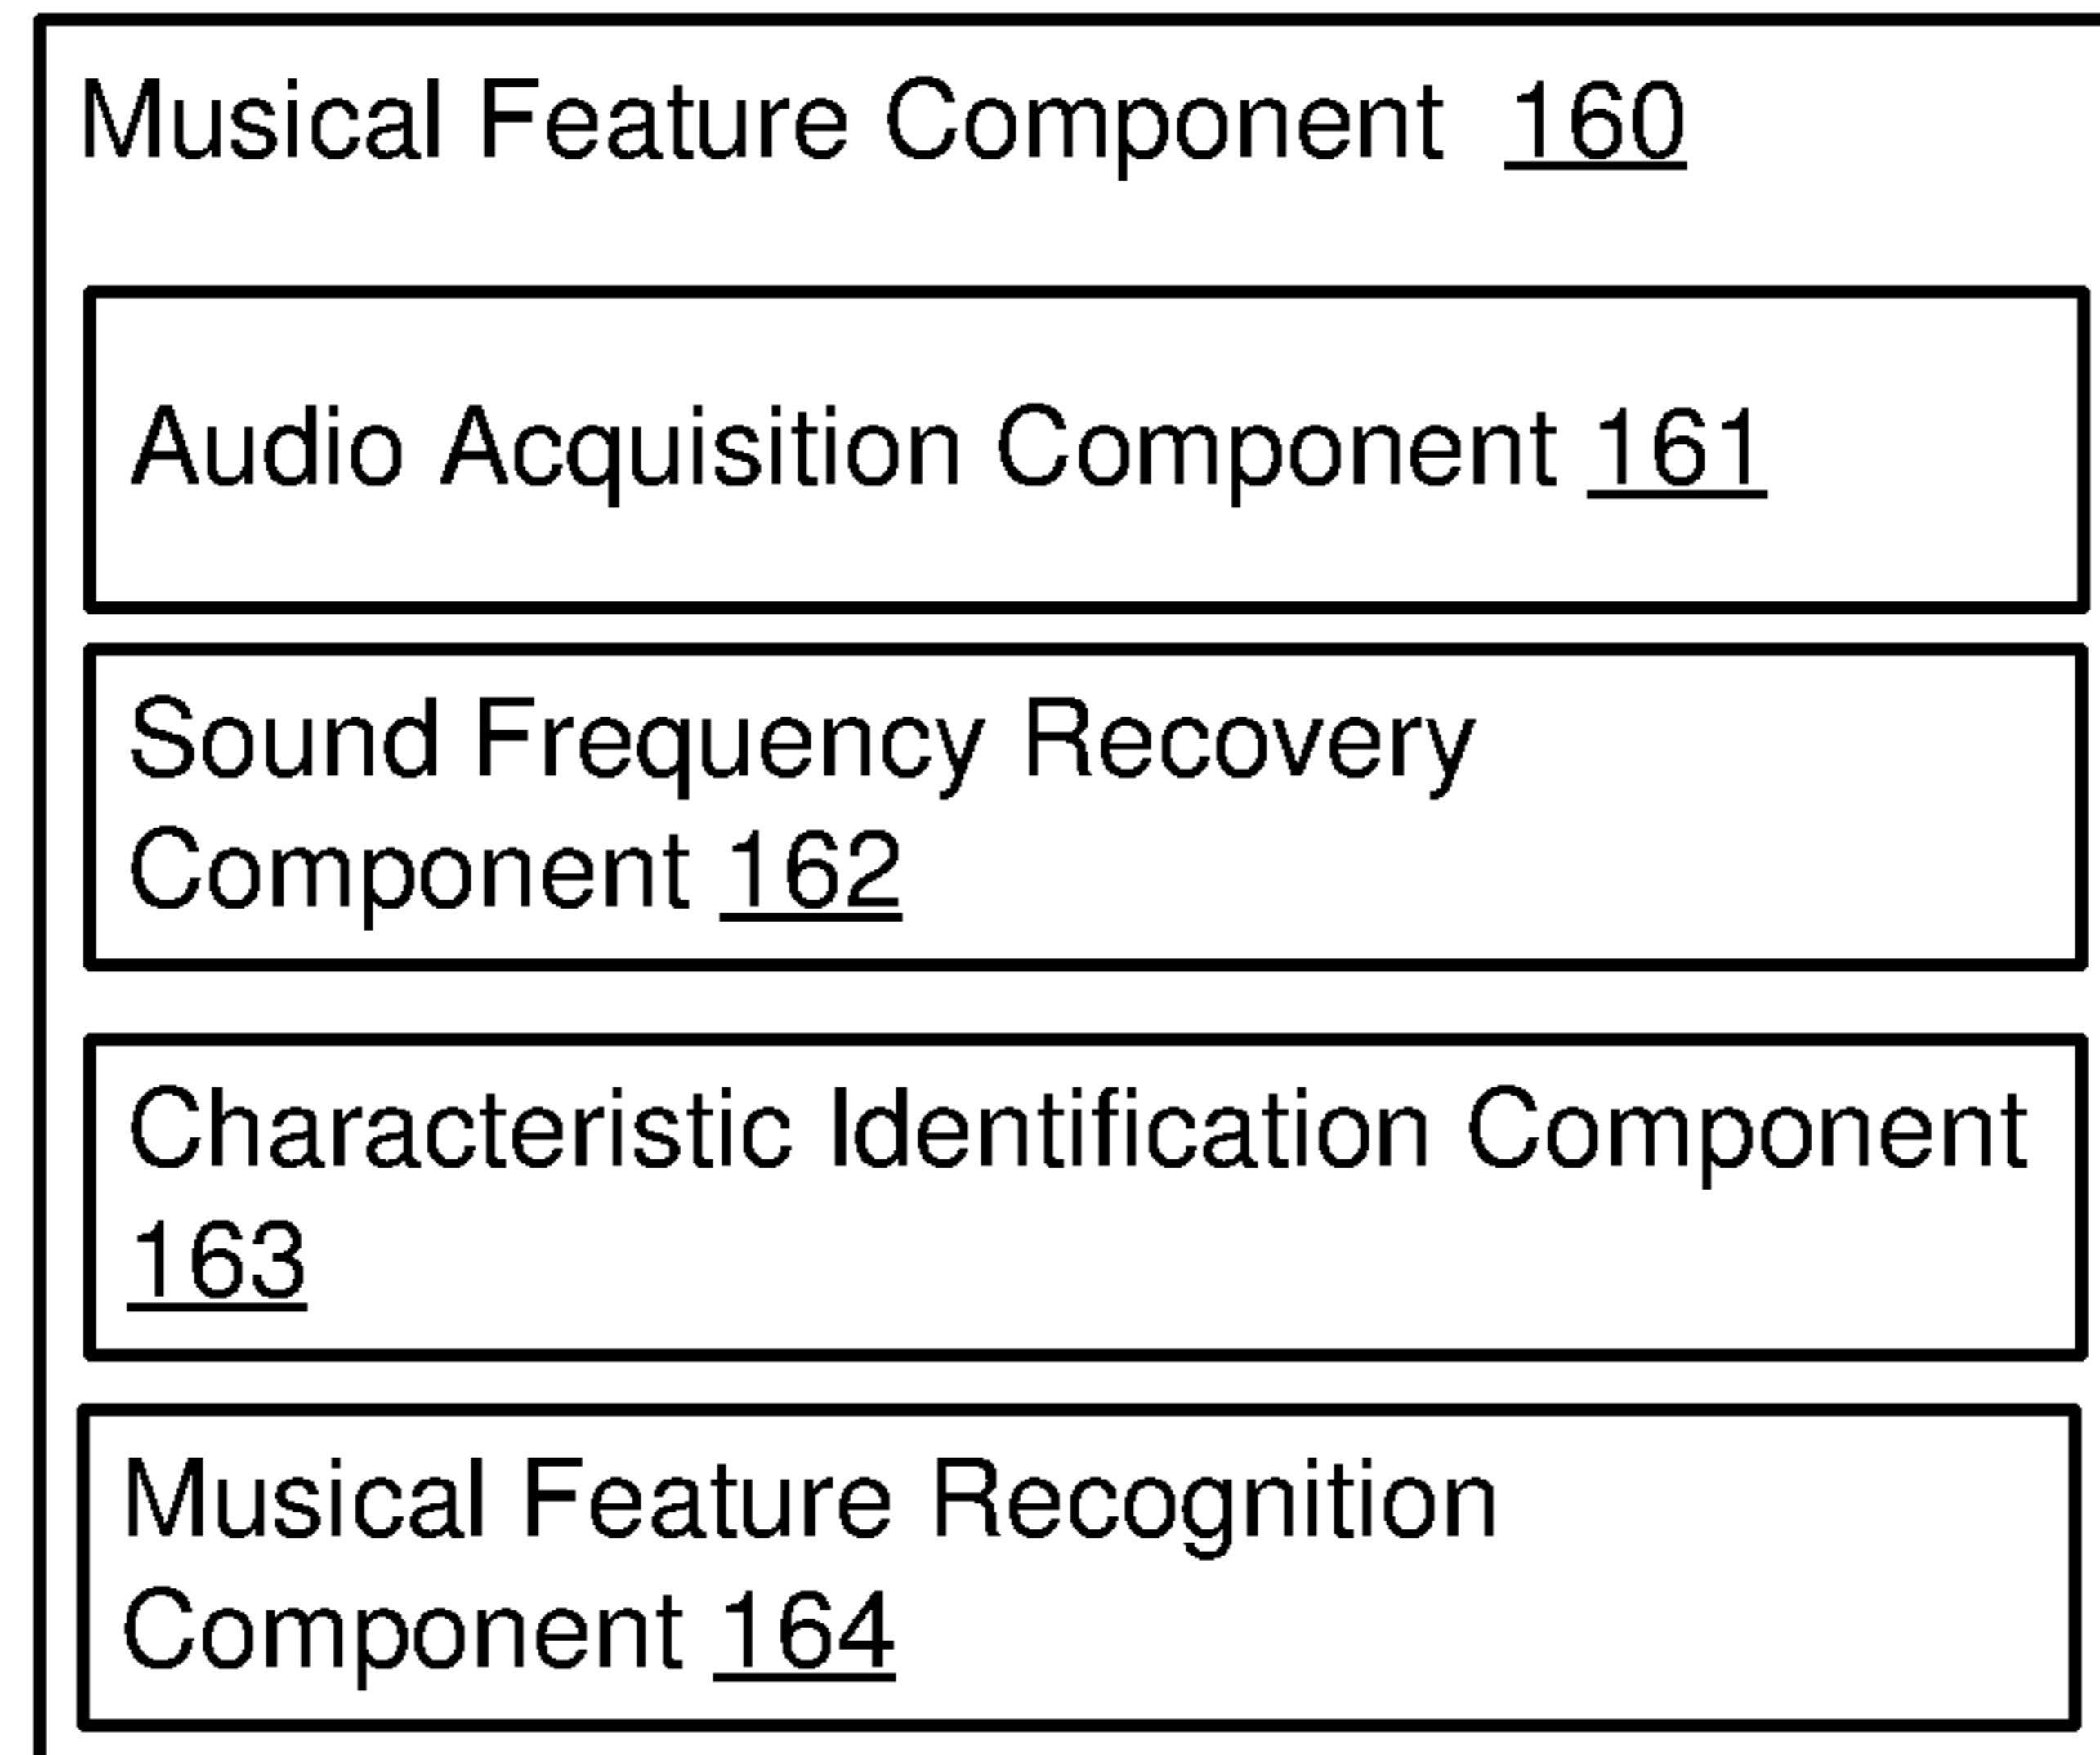 Musical Feature Component 160
Audio Acquisition Component 161
Sound Frequency Recovery
Component 162
Characteristic Identification Component
163
Musical Feature Recognition
Component 164